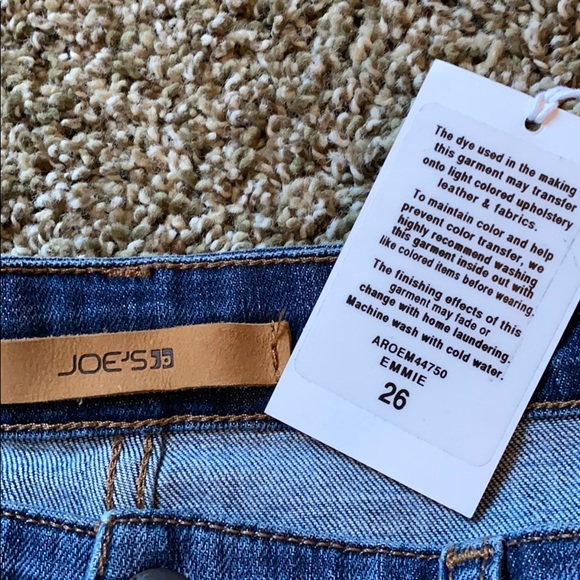 The dye used in the making
this garment may transfer
onto light colored upholstery
leather & fabrics.
To maintain color and help
prevent color transfer, we
highly recommend washing
this garment inside out with
like colored items before wearing.
The finishing effects of this
garment may fade or
change with home laundering.
Machine wash with cold water.
AROEM44750
EMMIE
26
JOE'S